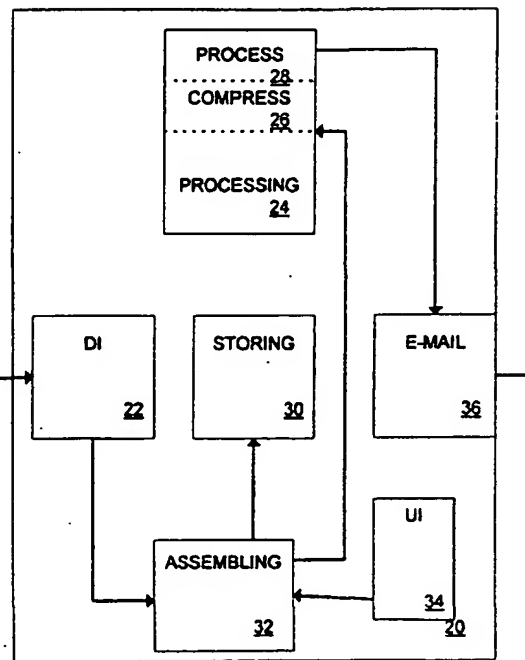 PROCESS
28
COMPRESS
26
PROCESSING
24
DI
22
STORING
30
E-MAIL
36
ASSEMBLING
32
UI
34
20